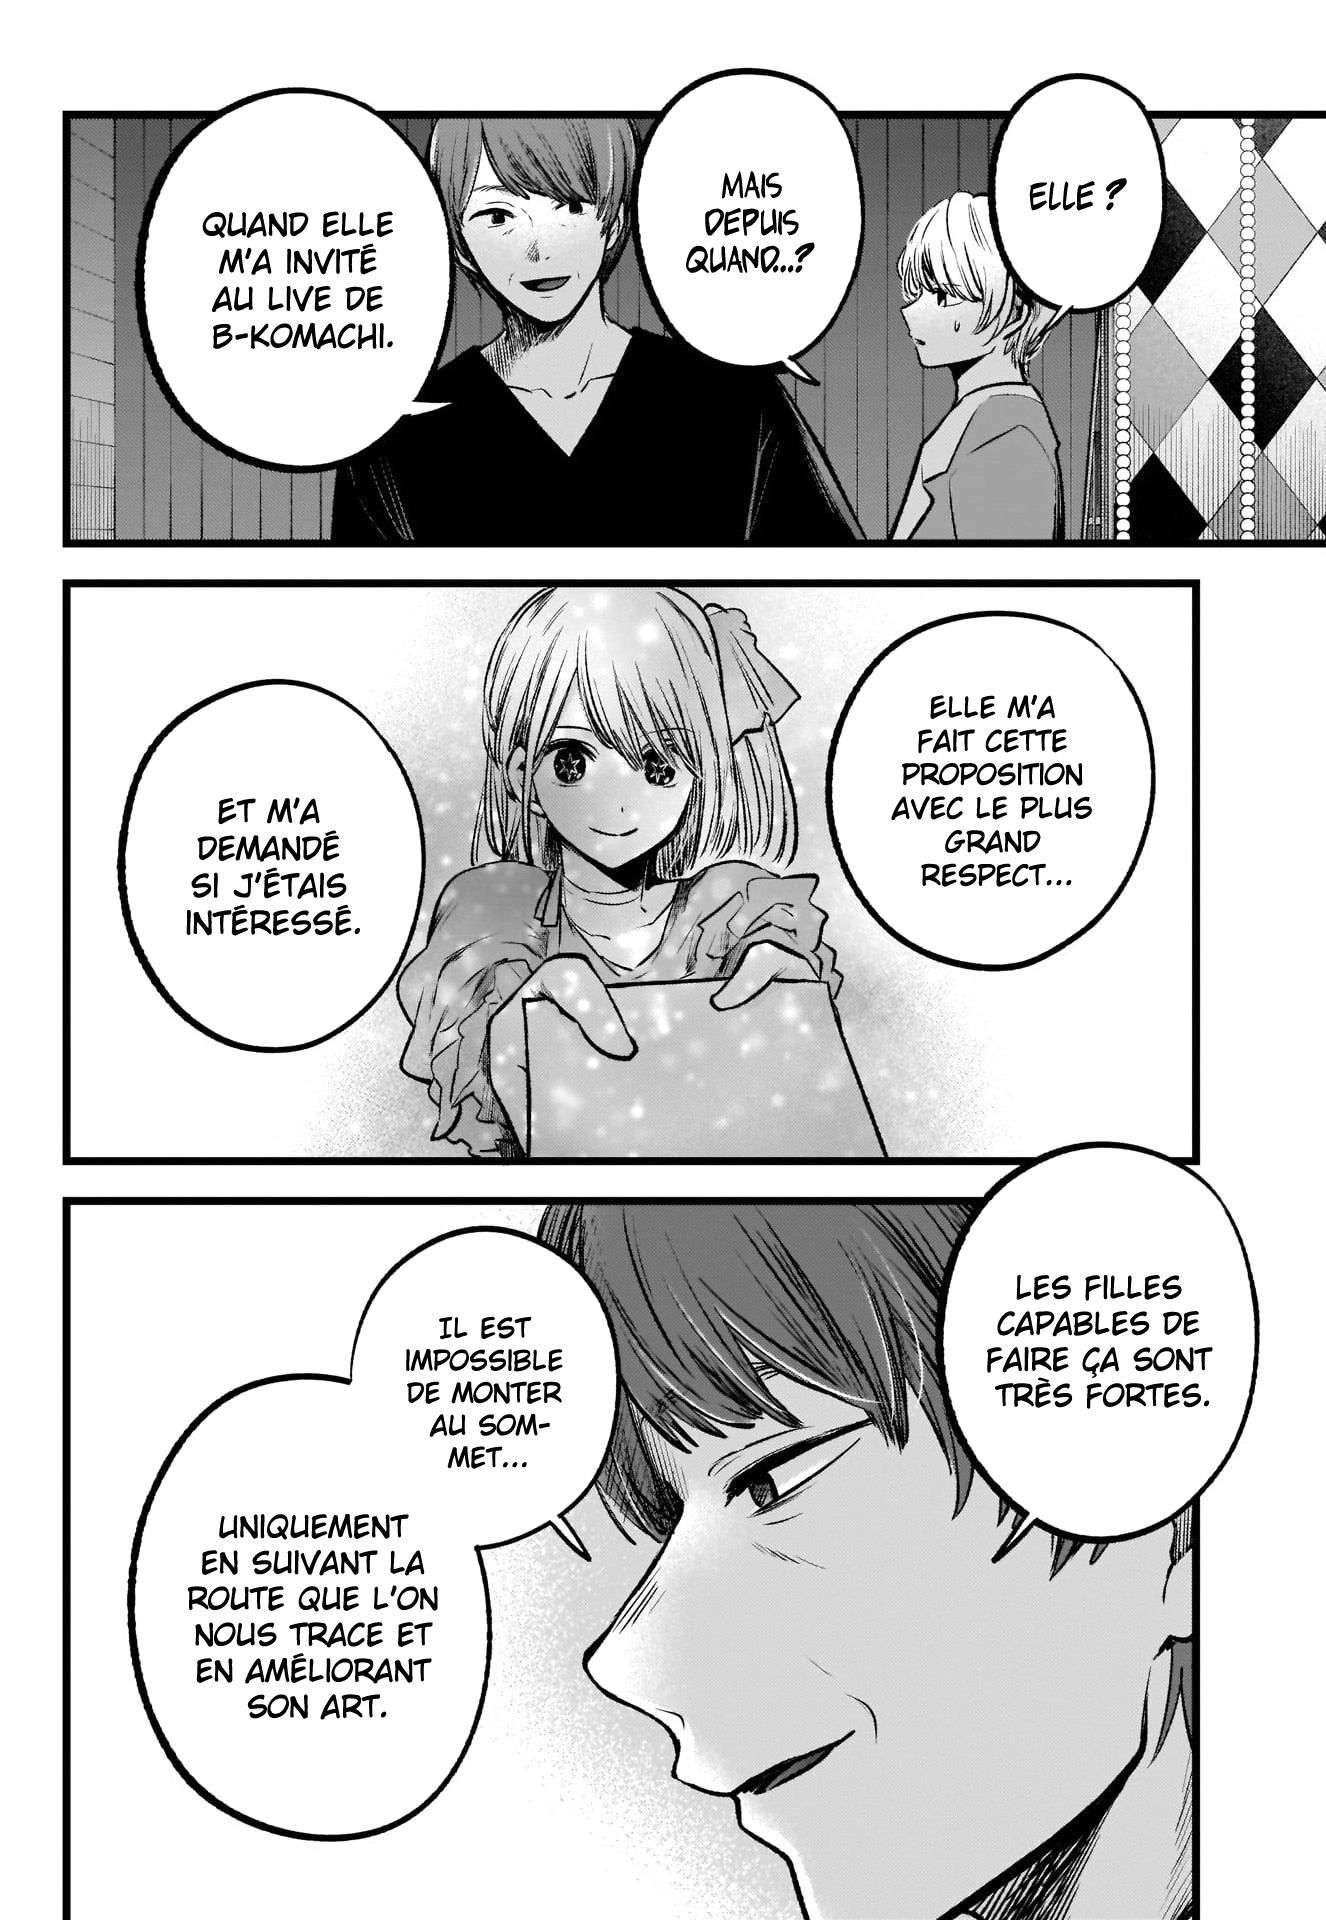 ELLE ?
MAIS
DEPUIS
QUAND...?
QUAND ELLE
M'A INVITÉ
AU LIVE DE
B-KOMACHI.
ELLE M'A
FAIT CETTE
PROPOSITION
AVEC LE PLUS
GRAND
RESPECT...
ET M'A
DEMANDÉ
SI J'ÉTAIS
INTÉRESSÉ.
LES FILLES
CAPABLES DE
FAIRE ÇA SONT
TRÈS FORTES.
IL EST
IMPOSSIBLE
DE MONTER
AU SOM-
MET...
UNIQUEMENT
EN SUIVANT LA
ROUTE QUE L'ON
NOUS TRACE ET
EN AMÉLIORANT
SON ART.